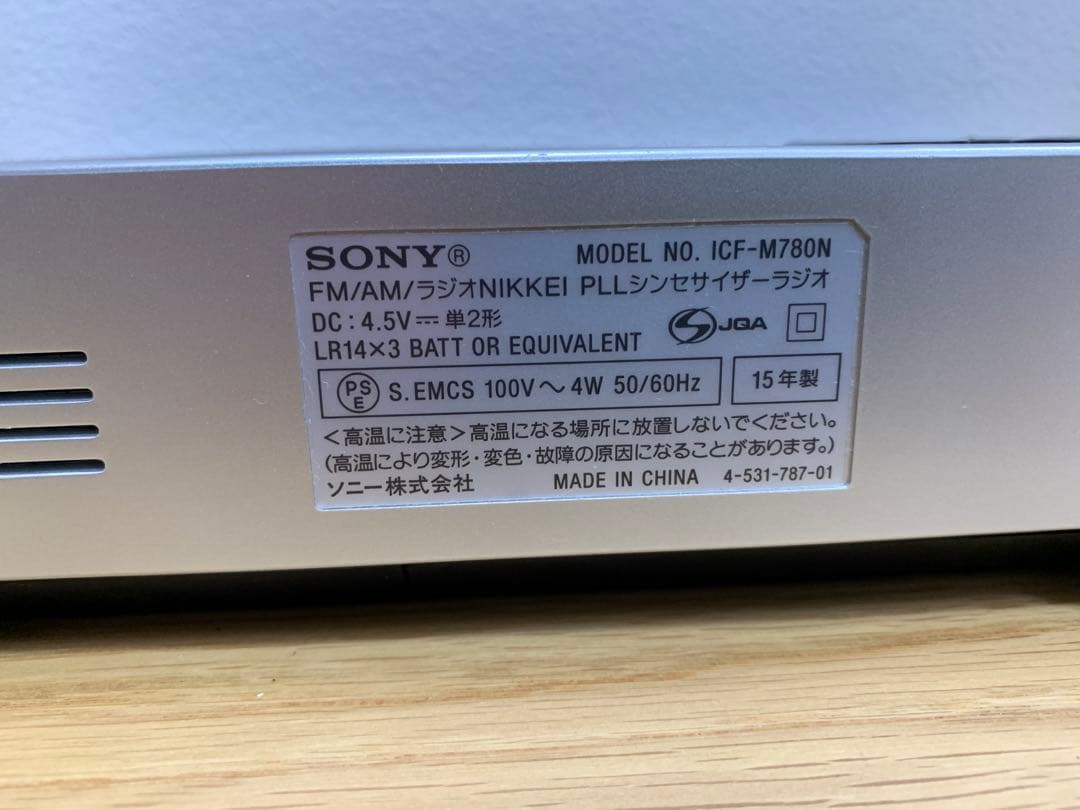 SONY® MODEL NO. ICF-M780N
FM/AM/ラジオNIKKEI PLLシンセサイザーラジオ
DC : 4.5V⎓ 単2形
JQA
LR14×3 BATT OR EQUIVALENT
PSE S. EMCS 100V～ 4W 50/60Hz 15年製
＜高温に注意＞高温になる場所に放置しないでください。
(高温により変形・変色・故障の原因になることがあります。)
ソニー株式会社 MADE IN CHINA 4-531-787-01